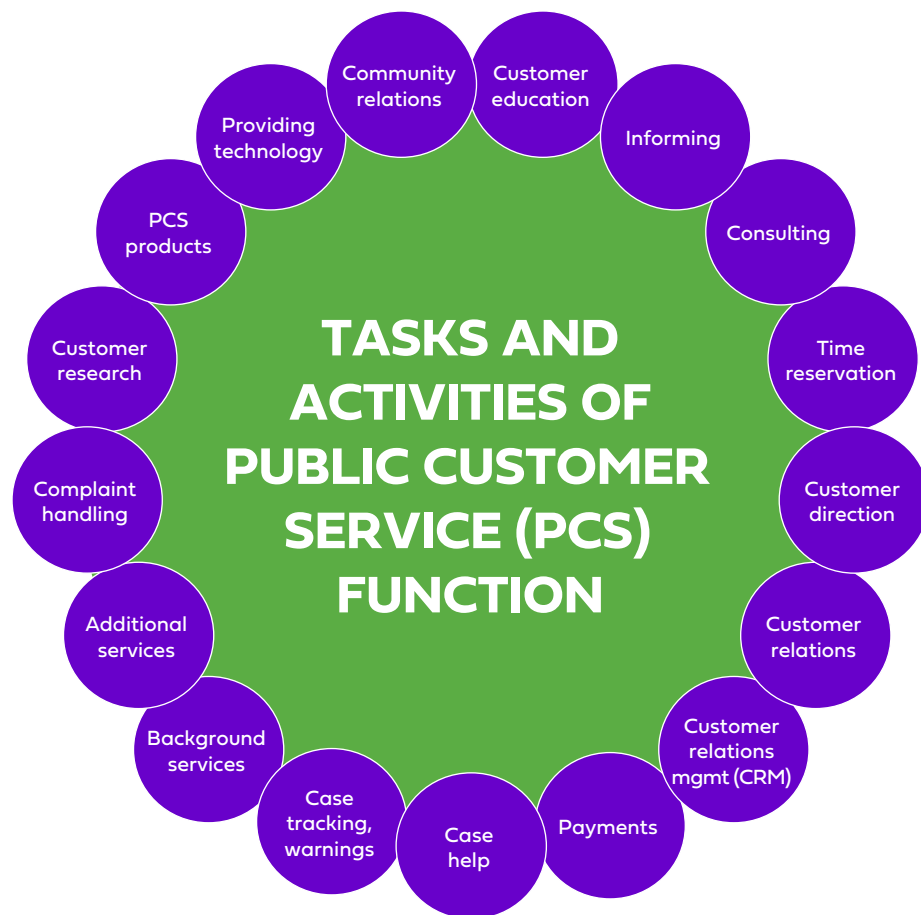 Community
relations
Customer
education
Informing
Consulting
Time
reservation
Customer
direction
Customer
relations
Customer
relations
mgmt (CRM)
Payments
Case
help
Case
tracking,
warnings
Background
services
Additional
services
Complaint
handling
Customer
research
PCS
products
Providing
technology
TASKS AND
ACTIVITIES OF
PUBLIC CUSTOMER
SERVICE (PCS)
FUNCTION